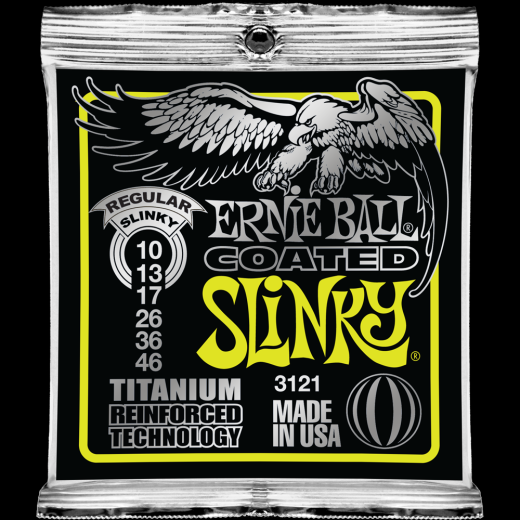 REGULAR
SLINKY
10
13
17
26
36
46
ERNIE BALL®
COATED
SLINKY®
TITANIUM
REINFORCED
TECHNOLOGY
3121
MADE
IN USA